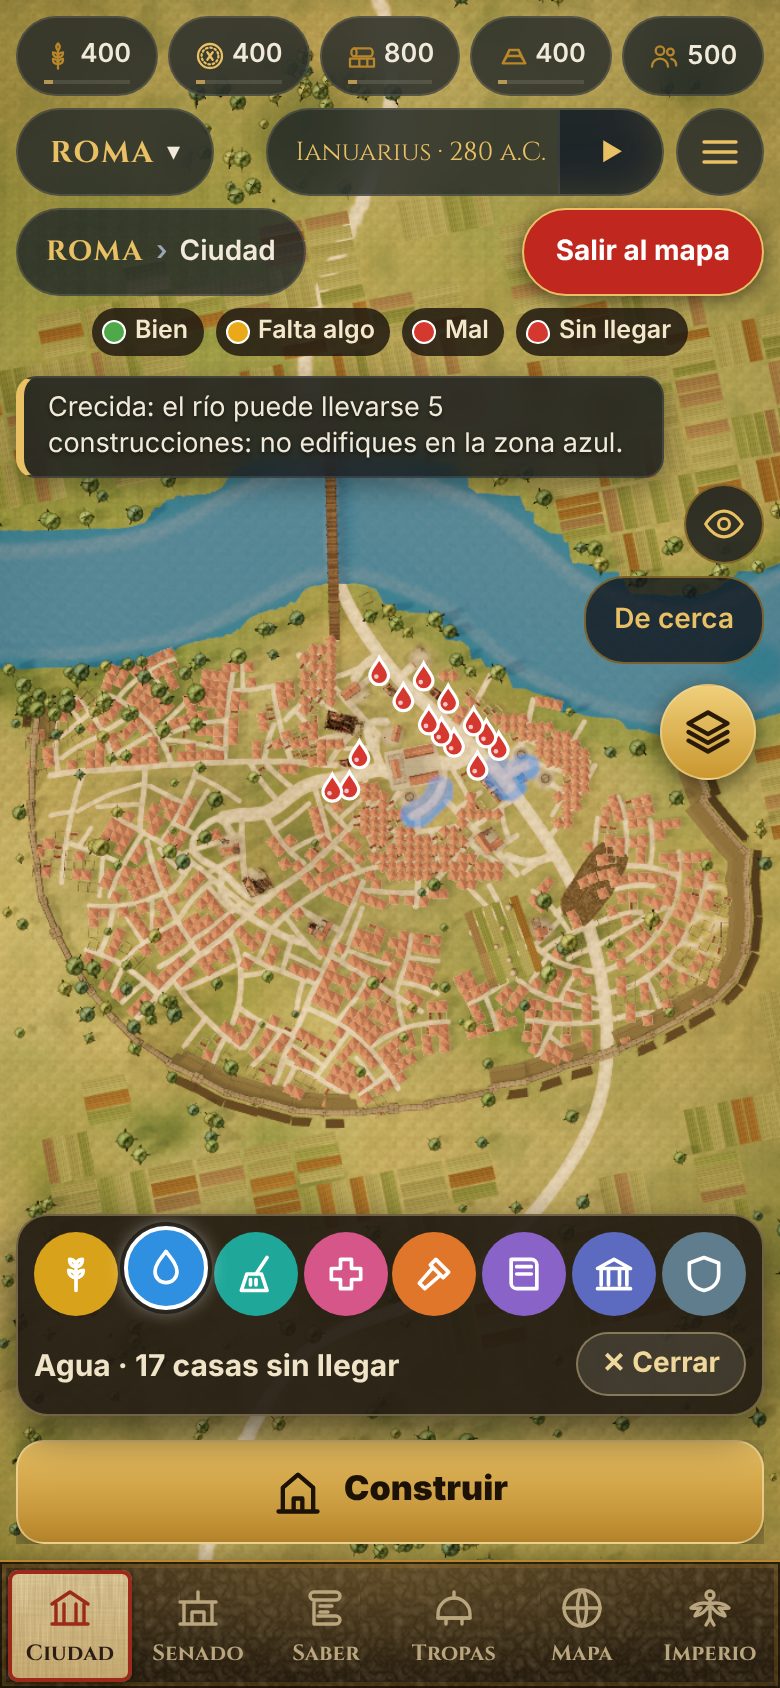 400
400
800
400
500
ROMA ▾
Ianuarius · 280 a.C.
ROMA › Ciudad
Salir al mapa
Bien
Falta algo
Mal
Sin llegar
Crecida: el río puede llevarse 5
construcciones: no edifiques en la zona azul.
De cerca
Agua · 17 casas sin llegar
✕ Cerrar
Construir
Ciudad
Senado
Saber
Tropas
Mapa
Imperio